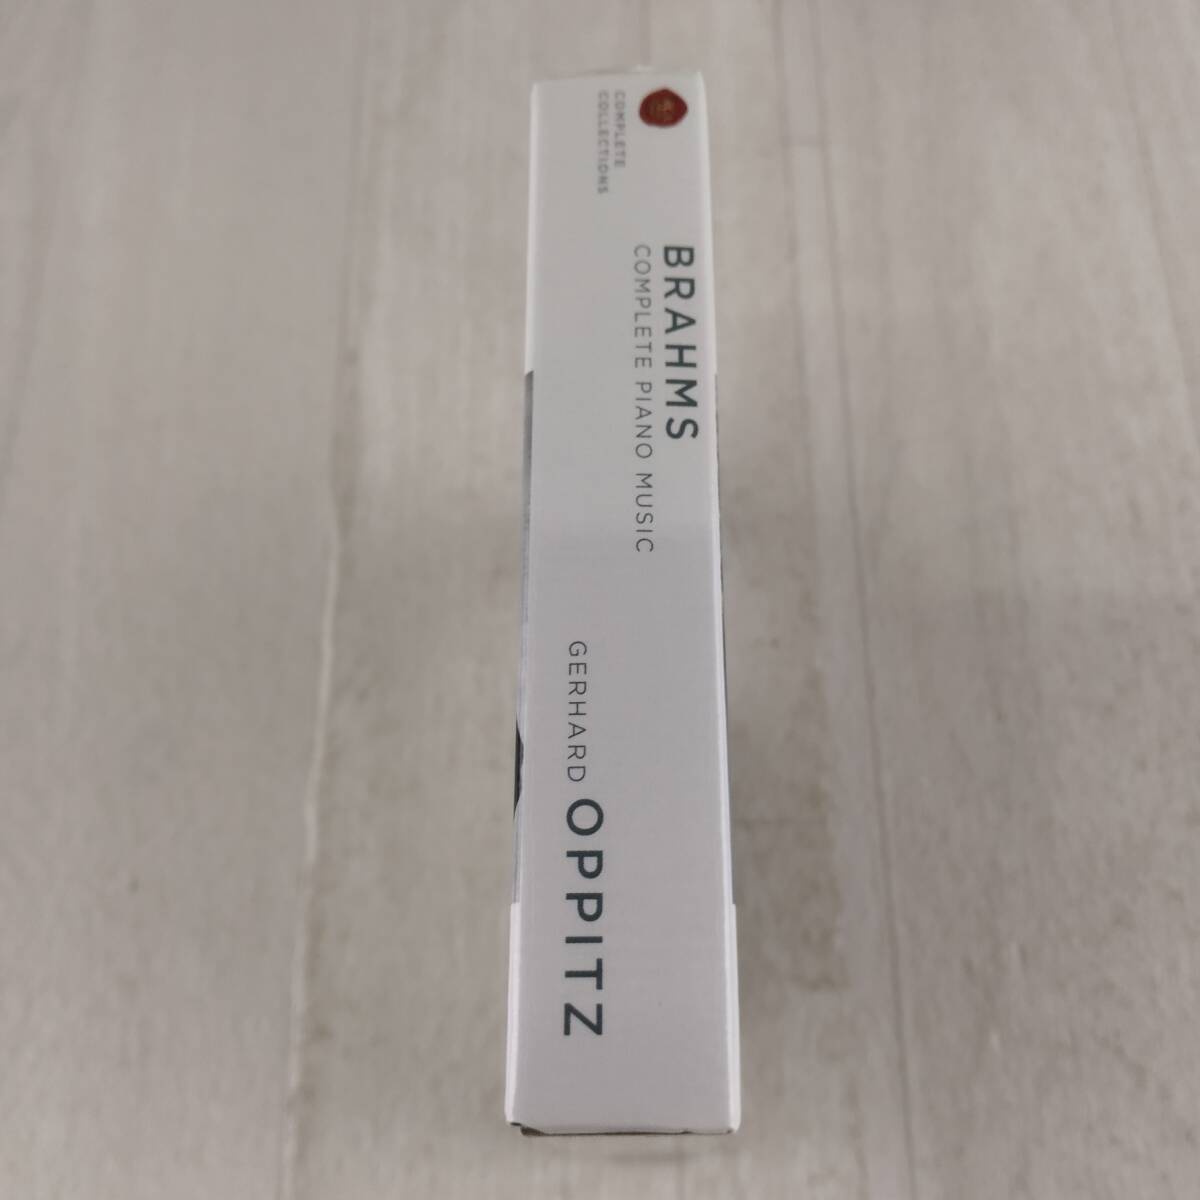 COMPLETE
COLLECTIONS
BRAHMS
COMPLETE PIANO MUSIC
GERHARD OPPITZ